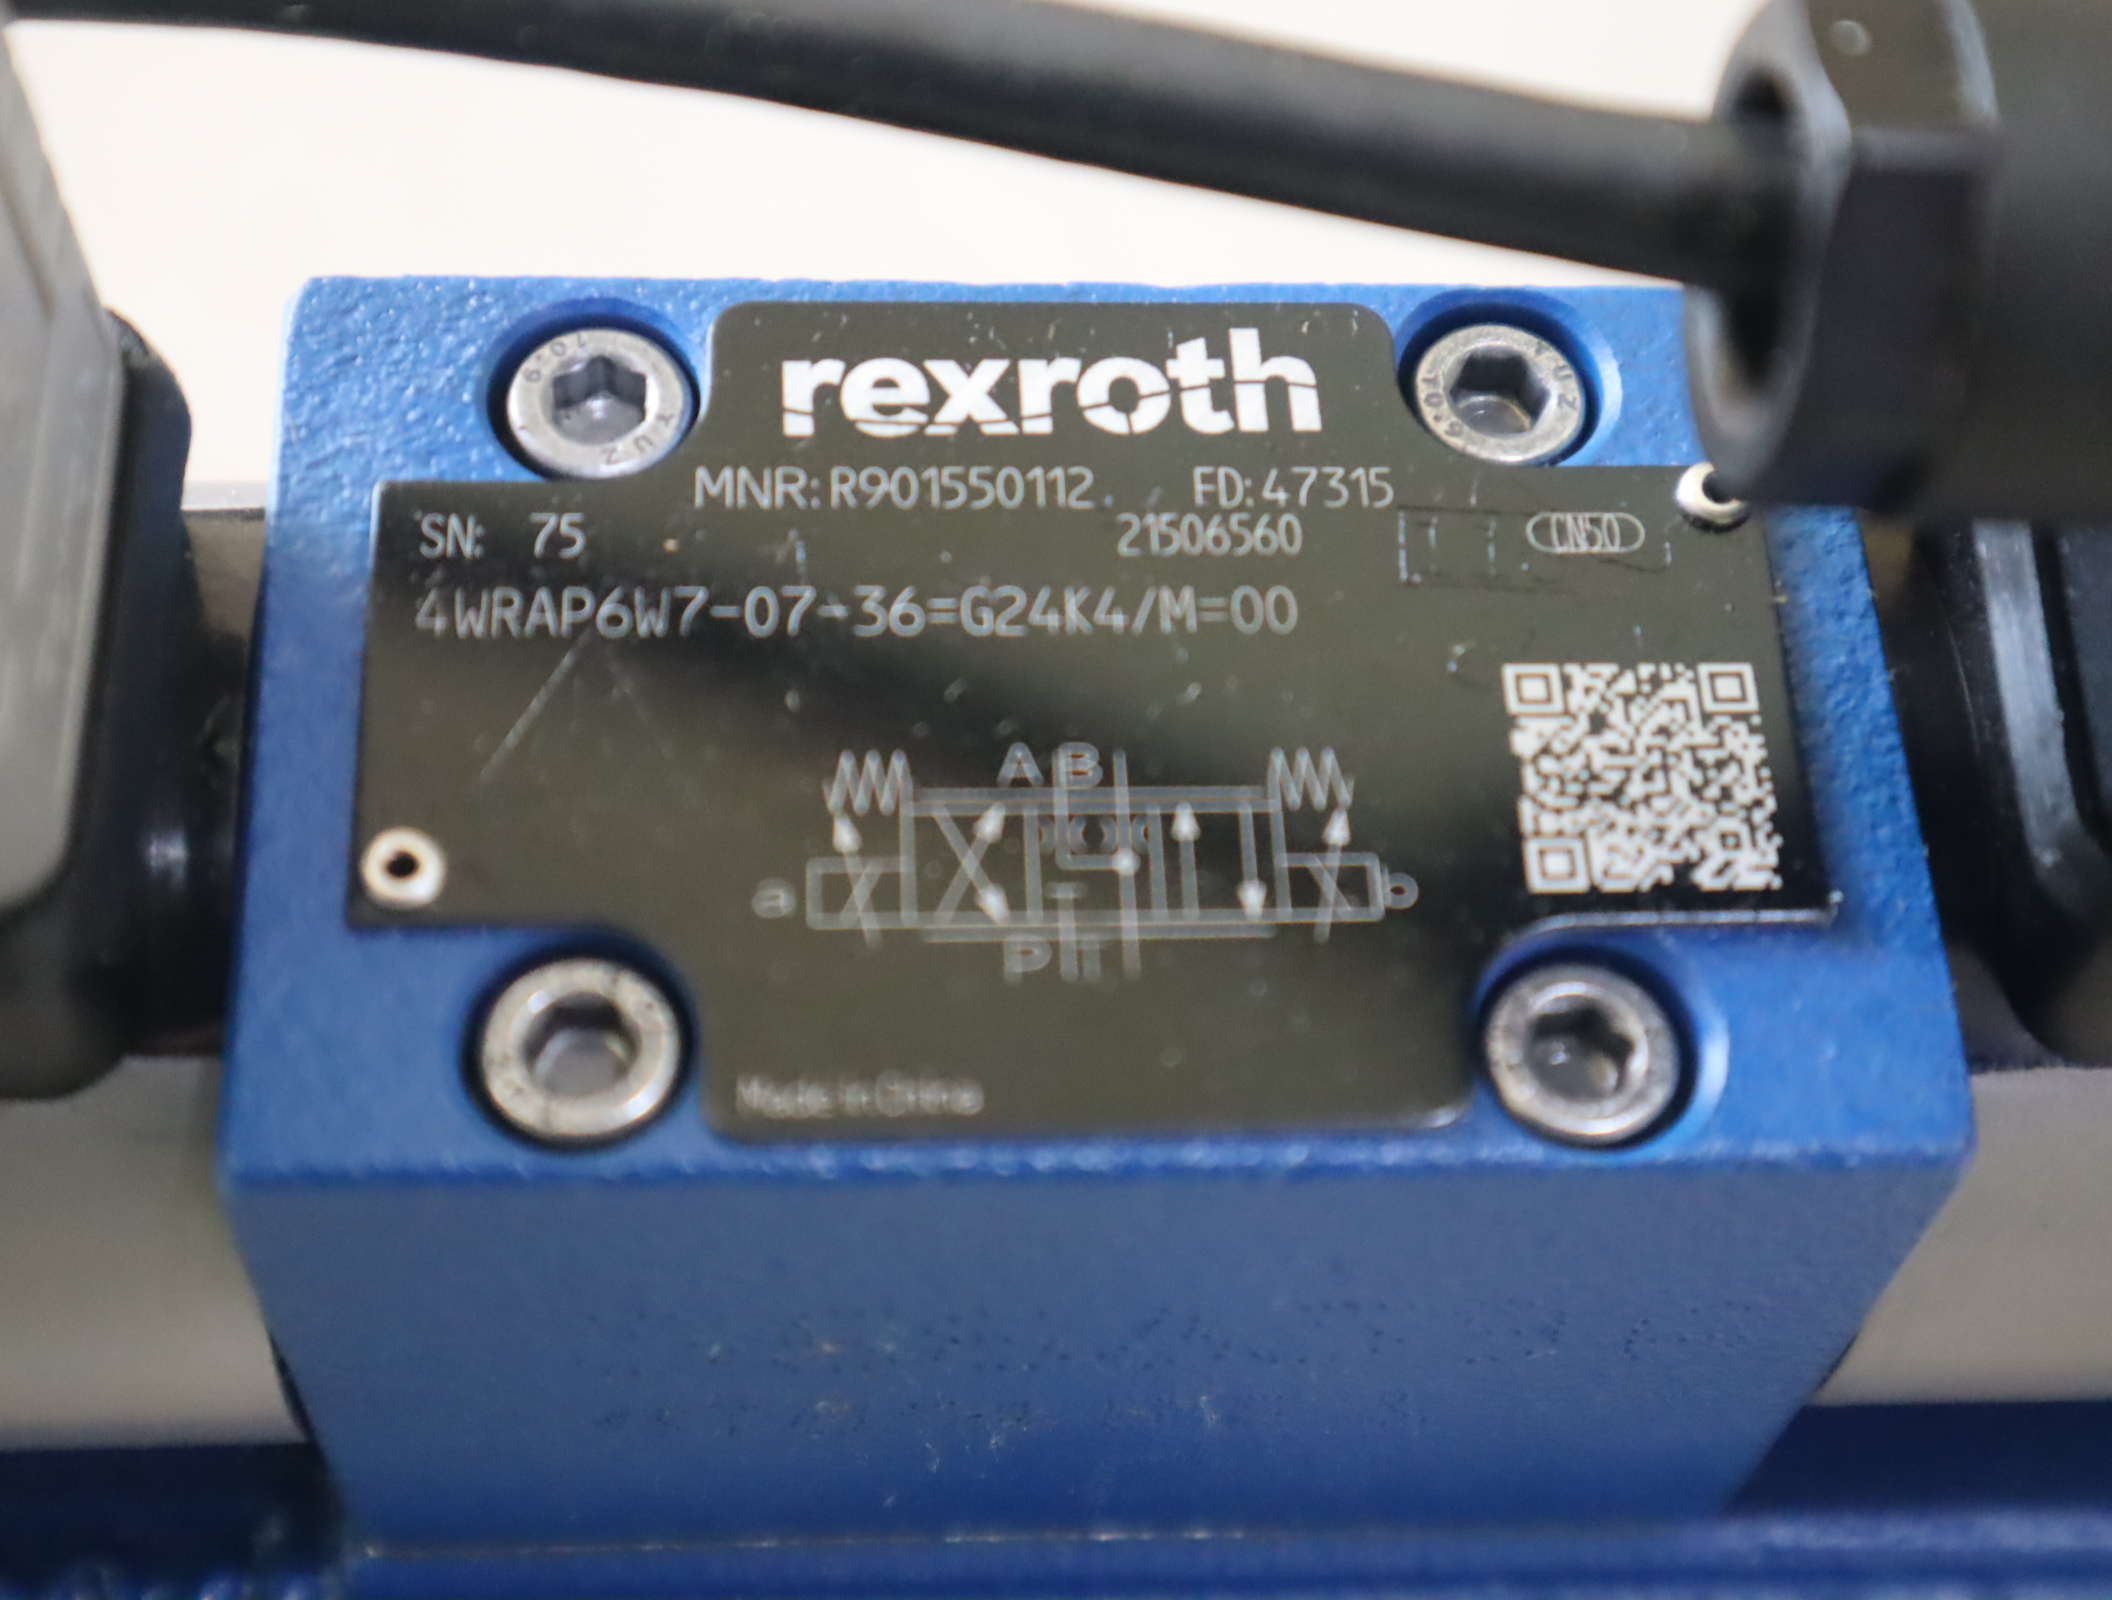 rexroth
MNR: R901550112 FD: 47315
SN: 75 21506560 CN50
4WRAP6W7-07-36=G24K4/M=00
A B
a b
P T
Made in China